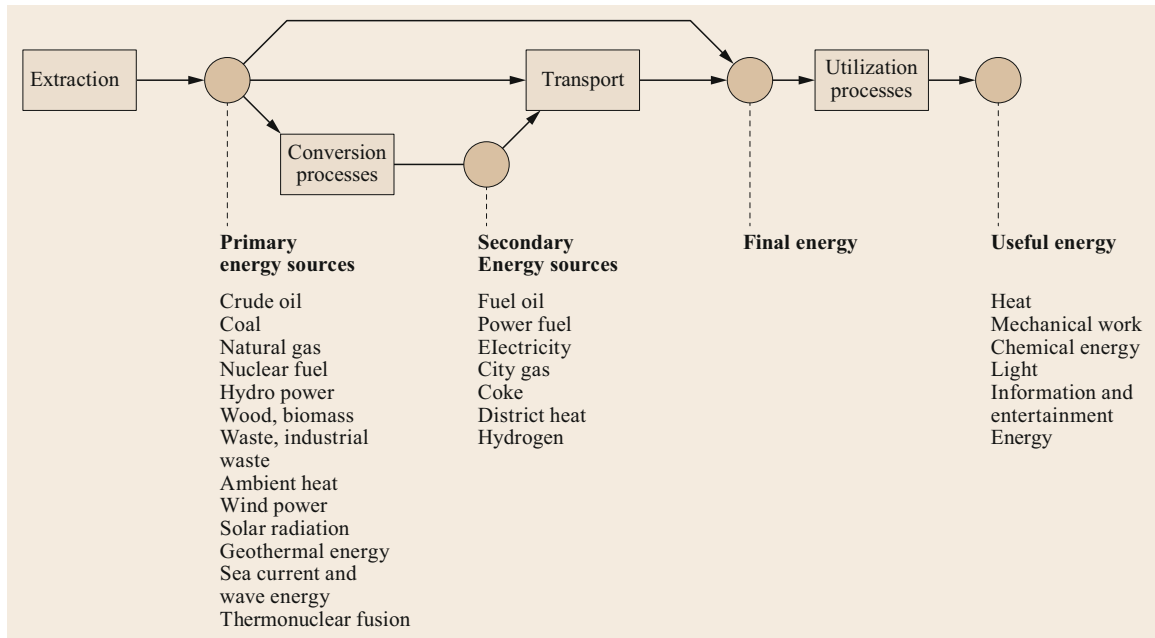 Extraction
Transport
Utilization
processes
Conversion
processes
Primary
energy sources
Crude oil
Coal
Natural gas
Nuclear fuel
Hydro power
Wood, biomass
Waste, industrial
waste
Ambient heat
Wind power
Solar radiation
Geothermal energy
Sea current and
wave energy
Thermonuclear fusion
Secondary
Energy sources
Fuel oil
Power fuel
Electricity
City gas
Coke
District heat
Hydrogen
Final energy
Useful energy
Heat
Mechanical work
Chemical energy
Light
Information and
entertainment
Energy